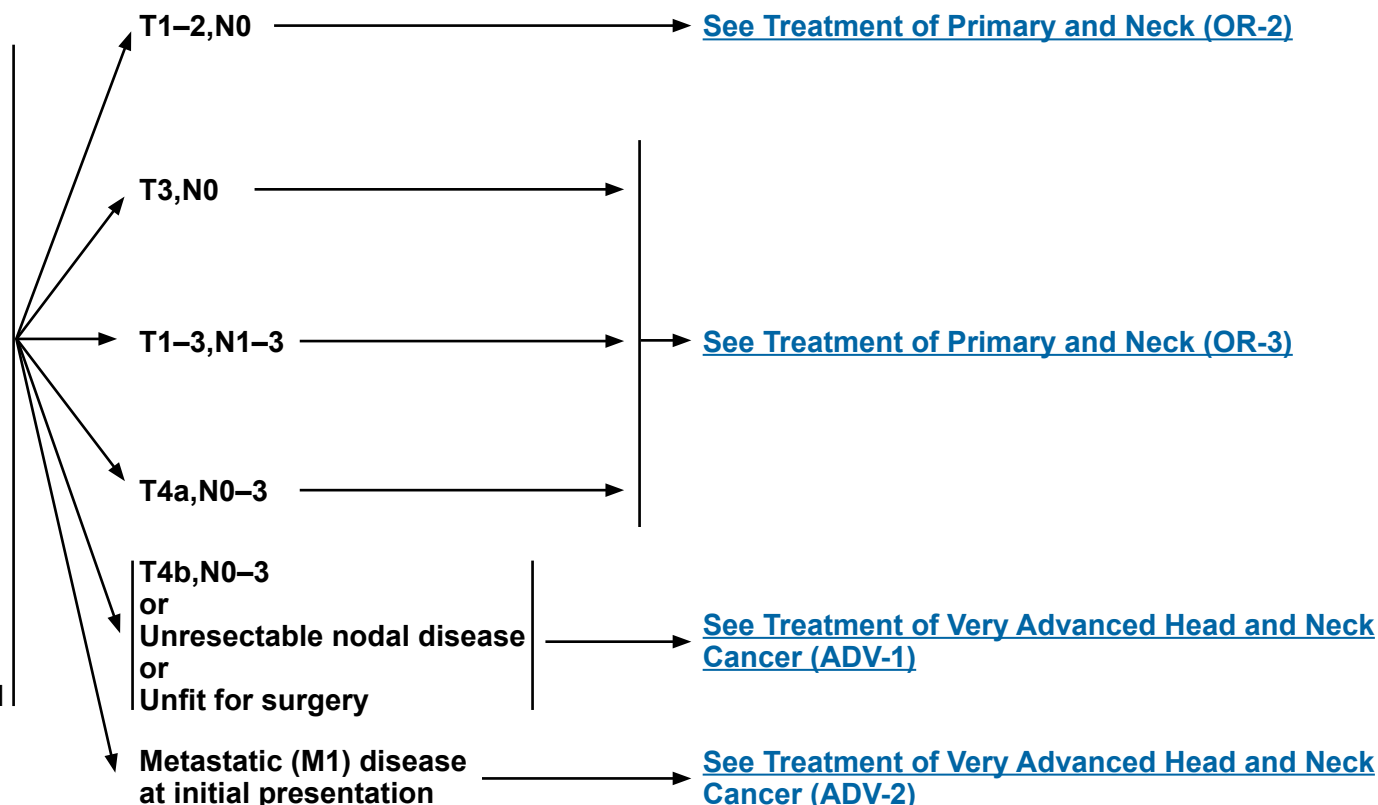 T1–2,N0
See Treatment of Primary and Neck (OR-2)
T3,N0
T1–3,N1–3
See Treatment of Primary and Neck (OR-3)
T4a,N0–3
T4b,N0–3
or
Unresectable nodal disease
or
Unfit for surgery
See Treatment of Very Advanced Head and Neck
Cancer (ADV-1)
Metastatic (M1) disease
at initial presentation
See Treatment of Very Advanced Head and Neck
Cancer (ADV-2)